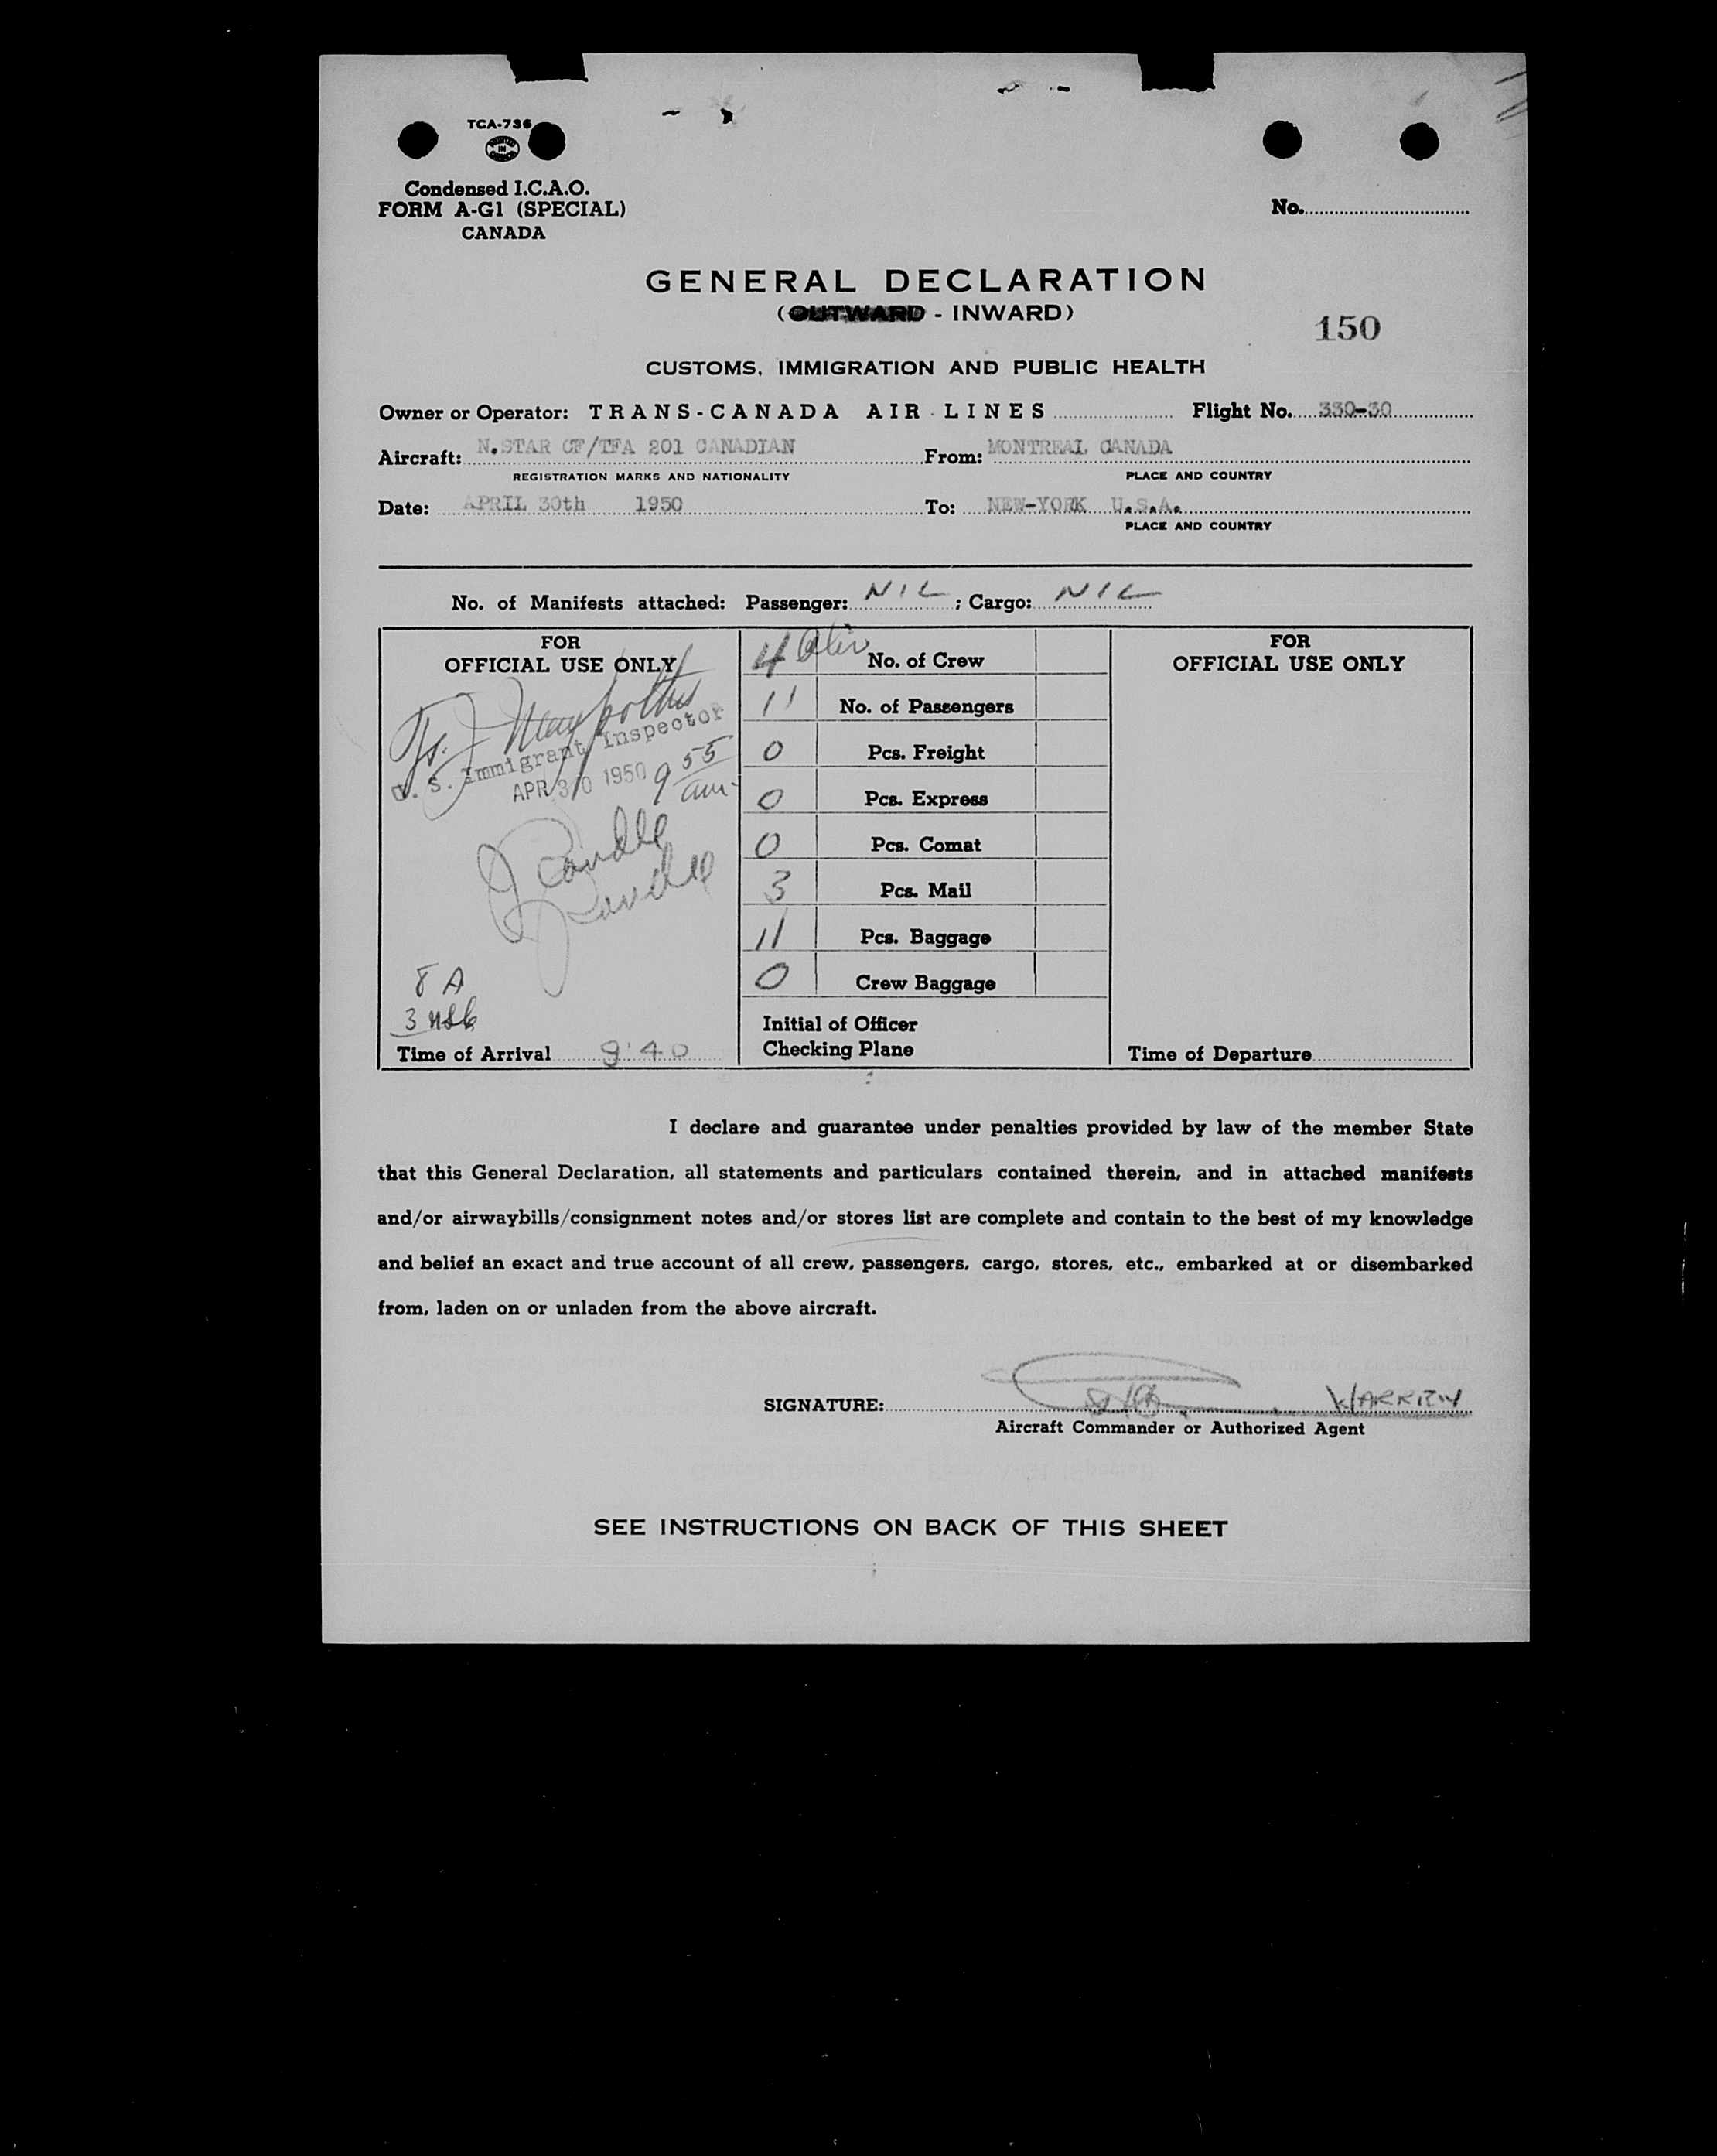 TCA-736
Condensed I.C.A.O.
FORM A-G1 (SPECIAL)
CANADA
No.
GENERAL DECLARATION
(OUTWARD - INWARD)
150
CUSTOMS, IMMIGRATION AND PUBLIC HEALTH
Owner or Operator: TRANS-CANADA AIR LINES Flight No. 330-30
Aircraft: N.STAR CF/TFA 201 CANADIAN From: MONTREAL CANADA
REGISTRATION MARKS AND NATIONALITY PLACE AND COUNTRY
Date: APRIL 30th 1950 To: NEW-YORK U.S.A.
PLACE AND COUNTRY
No. of Manifests attached: Passenger: NIL ; Cargo: NIL
FOR
OFFICIAL USE ONLY
U. S. Immigrant Inspector
APR 30 1950 9 55 am
8 A
3 USC
Time of Arrival 9:40
4 No. of Crew
11 No. of Passengers
0 Pcs. Freight
0 Pcs. Express
0 Pcs. Comat
3 Pcs. Mail
11 Pcs. Baggage
0 Crew Baggage
Initial of Officer
Checking Plane
FOR
OFFICIAL USE ONLY
Time of Departure
I declare and guarantee under penalties provided by law of the member State
that this General Declaration, all statements and particulars contained therein, and in attached manifests
and/or airwaybills/consignment notes and/or stores list are complete and contain to the best of my knowledge
and belief an exact and true account of all crew, passengers, cargo, stores, etc., embarked at or disembarked
from, laden on or unladen from the above aircraft.
SIGNATURE:
Aircraft Commander or Authorized Agent
SEE INSTRUCTIONS ON BACK OF THIS SHEET